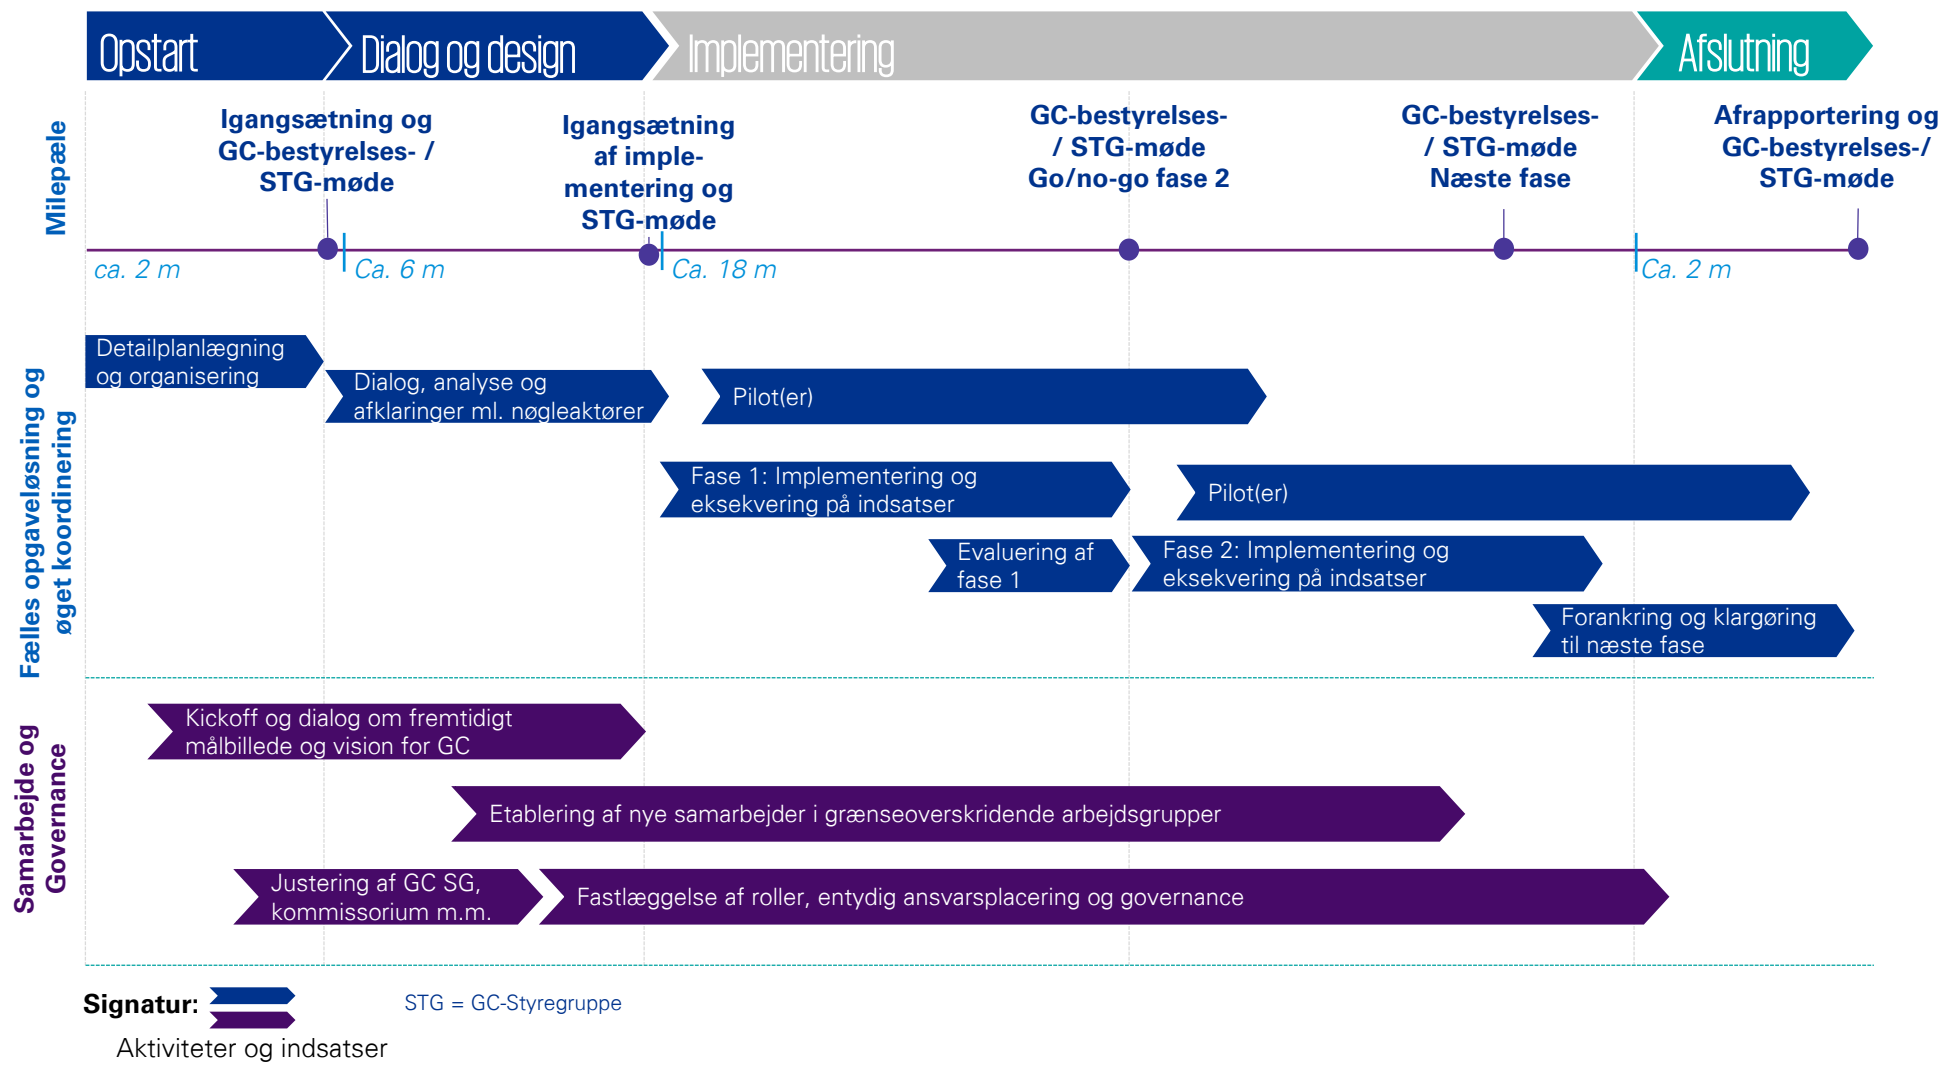 Opstart
Dialog og design
Implementering
Afslutning
Milepæle
Igangsætning og
GC-bestyrelses- /
STG-møde
Igangsætning
af imple-
mentering og
STG-møde
GC-bestyrelses-
/ STG-møde
Go/no-go fase 2
GC-bestyrelses-
/ STG-møde
Næste fase
Afrapportering og
GC-bestyrelses-/
STG-møde
ca. 2 m
Ca. 6 m
Ca. 18 m
Ca. 2 m
Fælles opgaveløsning og
øget koordinering
Detailplanlægning
og organisering
Dialog, analyse og
afklaringer ml. nøgleaktører
Pilot(er)
Fase 1: Implementering og
eksekvering på indsatser
Pilot(er)
Evaluering af
fase 1
Fase 2: Implementering og
eksekvering på indsatser
Forankring og klargøring
til næste fase
Samarbejde og
Governance
Kickoff og dialog om fremtidigt
målbillede og vision for GC
Etablering af nye samarbejder i grænseoverskridende arbejdsgrupper
Justering af GC SG,
kommissorium m.m.
Fastlæggelse af roller, entydig ansvarsplacering og governance
Signatur:
STG = GC-Styregruppe
Aktiviteter og indsatser